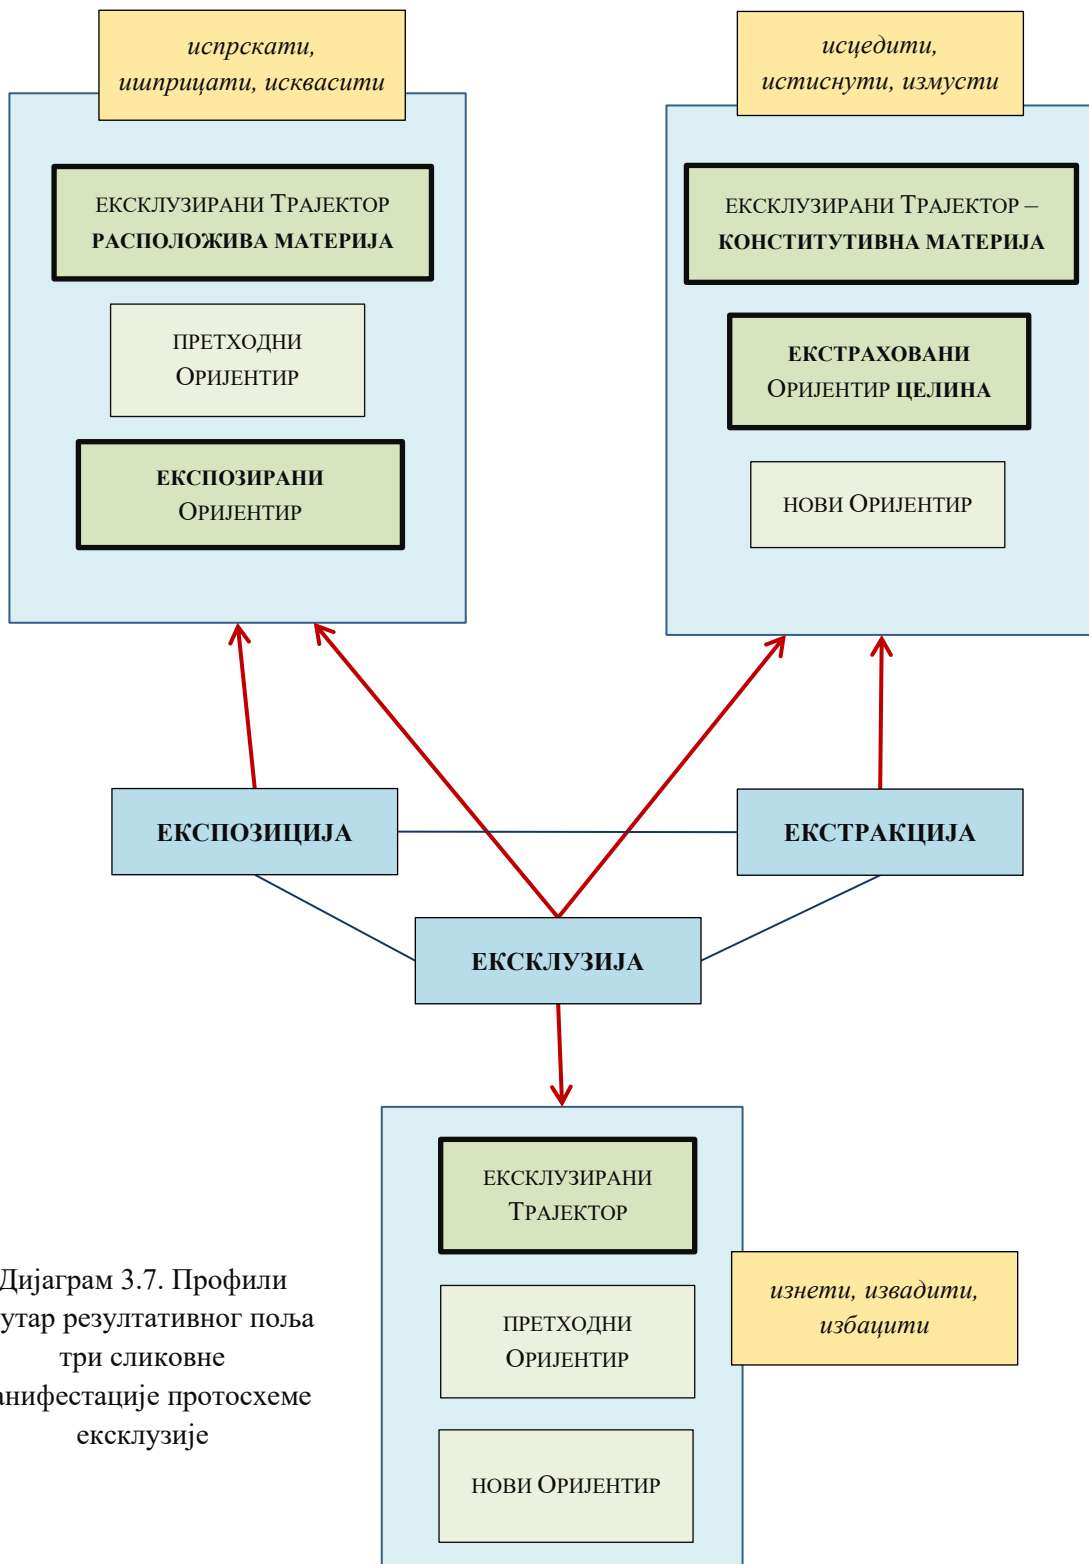 испрскати,
ишприцати, исквасити
ЕКСКЛУЗИРАНИ ТРАЈЕКТОР
РАСПОЛОЖИВА МАТЕРИЈА
ПРЕТХОДНИ
ОРИЈЕНТИР
ЕКСПОЗИРАНИ
ОРИЈЕНТИР
исцедити,
истиснути, измусти
ЕКСКЛУЗИРАНИ ТРАЈЕКТОР –
КОНСТИТУТИВНА МАТЕРИЈА
ЕКСТРАХОВАНИ
ОРИЈЕНТИР ЦЕЛИНА
НОВИ ОРИЈЕНТИР
ЕКСПОЗИЦИЈА
ЕКСТРАКЦИЈА
ЕКСКЛУЗИЈА
ЕКСКЛУЗИРАНИ
ТРАЈЕКТОР
ПРЕТХОДНИ
ОРИЈЕНТИР
НОВИ ОРИЈЕНТИР
изнети, извадити,
избацити
Дијаграм 3.7. Профили
утар резултативног поља
три сликовне
анифестације протосхеме
ексклузије